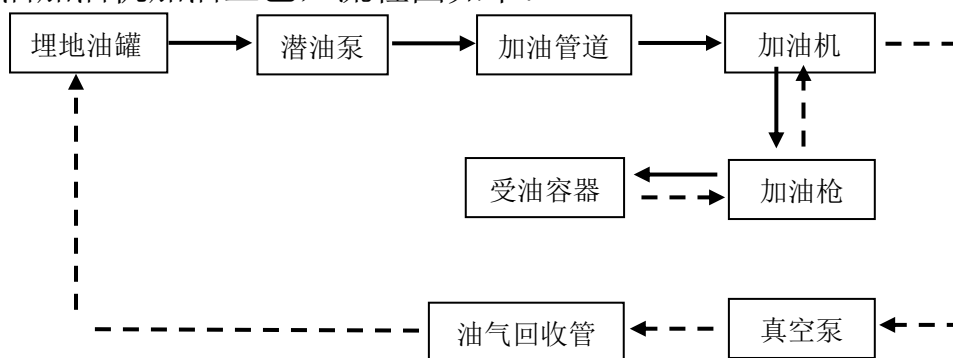 埋地油罐
潜油泵
加油管道
加油机
受油容器
加油枪
油气回收管
真空泵